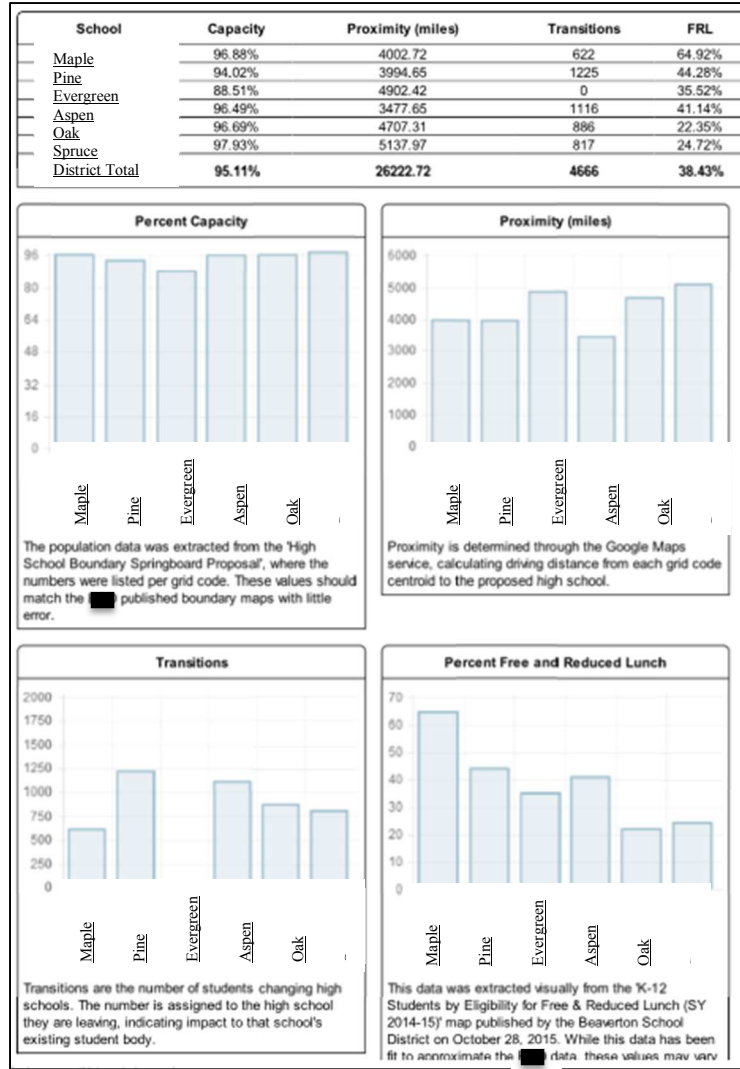 School Capacity Proximity (miles) Transitions FRL
Maple 96.88% 4002.72 622 64.92%
Pine 94.02% 3994.65 1225 44.28%
Evergreen 88.51% 4902.42 0 35.52%
Aspen 96.49% 3477.65 1116 41.14%
Oak 96.69% 4707.31 886 22.35%
Spruce 97.93% 5137.97 817 24.72%
District Total 95.11% 26222.72 4666 38.43%
Percent Capacity
96
80
64
48
32
16
0
Maple
Pine
Evergreen
Aspen
Oak
The population data was extracted from the 'High
School Boundary Springboard Proposal', where the
numbers were listed per grid code. These values should
match the published boundary maps with little
error.
Proximity (miles)
6000
5000
4000
3000
2000
1000
0
Maple
Pine
Evergreen
Aspen
Oak
Proximity is determined through the Google Maps
service, calculating driving distance from each grid code
centroid to the proposed high school.
Transitions
2000
1750
1500
1250
1000
750
500
250
0
Maple
Pine
Evergreen
Aspen
Oak
Transitions are the number of students changing high
schools. The number is assigned to the high school
they are leaving, indicating impact to that school's
existing student body.
Percent Free and Reduced Lunch
70
60
50
40
30
20
10
0
Maple
Pine
Evergreen
Aspen
Oak
This data was extracted visually from the 'K-12
Students by Eligibility for Free & Reduced Lunch (SY
2014-15)' map published by the Beaverton School
District on October 28, 2015. While this data has been
fit to approximate the data, these values may vary